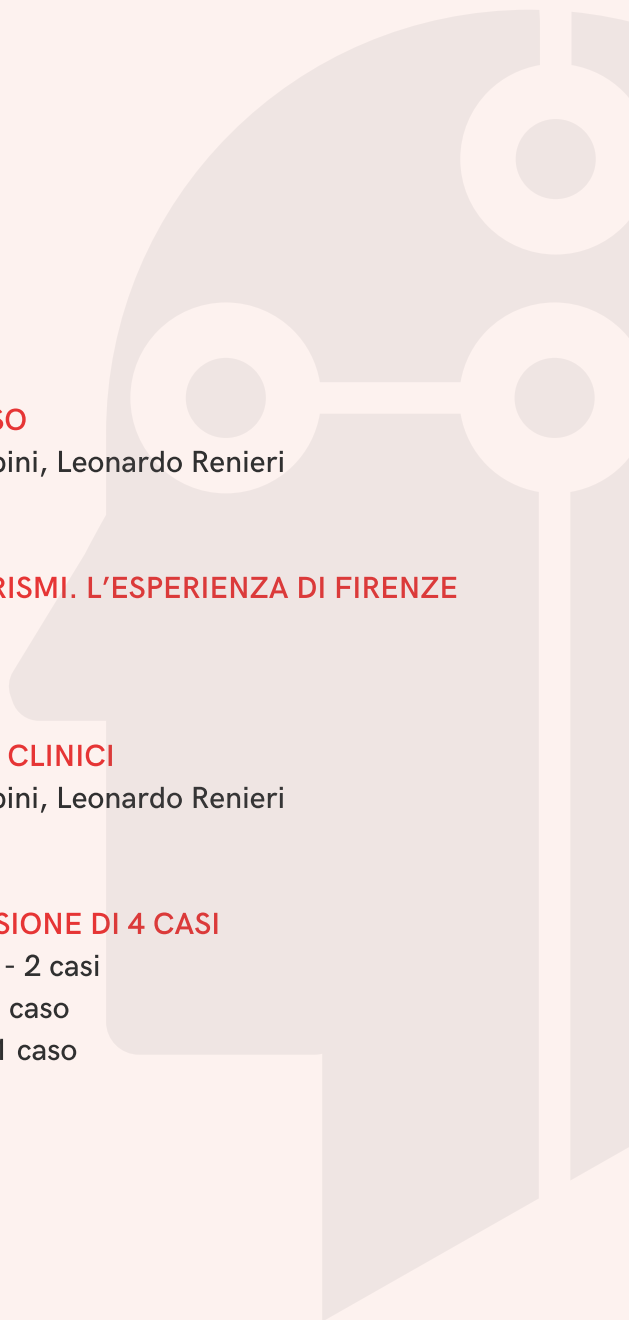 SO
pini, Leonardo Renieri
RISMI. L’ESPERIENZA DI FIRENZE
CLINICI
pini, Leonardo Renieri
SIONE DI 4 CASI
- 2 casi
caso
1 caso